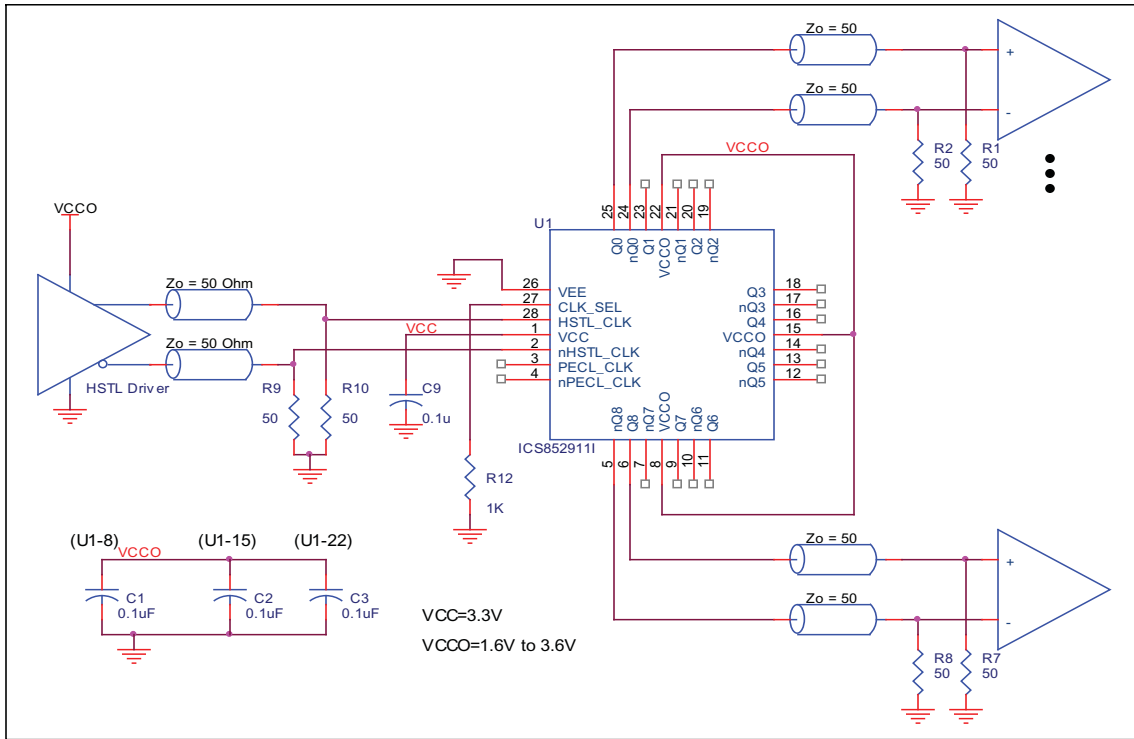 Zo = 50
+
Zo = 50
-
R2
50
R1
50
VCCO
25
24
23
22
21
20
19
U1
Q0
nQ0
Q1
VCCO
nQ1
Q2
nQ2
VCCO
Zo = 50 Ohm
Zo = 50 Ohm
HSTL Driver
R9
50
R10
50
VCC
C9
0.1u
R12
1K
26
27
28
1
2
3
4
VEE
CLK_SEL
HSTL_CLK
VCC
nHSTL_CLK
PECL_CLK
nPECL_CLK
Q3
nQ3
Q4
VCCO
nQ4
Q5
nQ5
18
17
16
15
14
13
12
nQ8
Q8
nQ7
VCCO
Q7
nQ6
Q6
ICS852911I
5
6
7
8
9
10
11
(U1-8)
(U1-15)
(U1-22)
VCCO
C1
0.1uF
C2
0.1uF
C3
0.1uF
VCC=3.3V
VCCO=1.6V to 3.6V
Zo = 50
+
Zo = 50
-
R8
50
R7
50